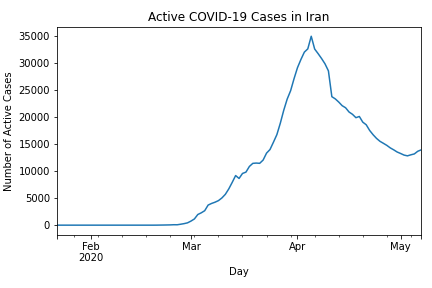 Active COVID-19 Cases in Iran
Number of Active Cases
35000
30000
25000
20000
15000
10000
5000
0
Feb
2020
Mar
Apr
May
Day